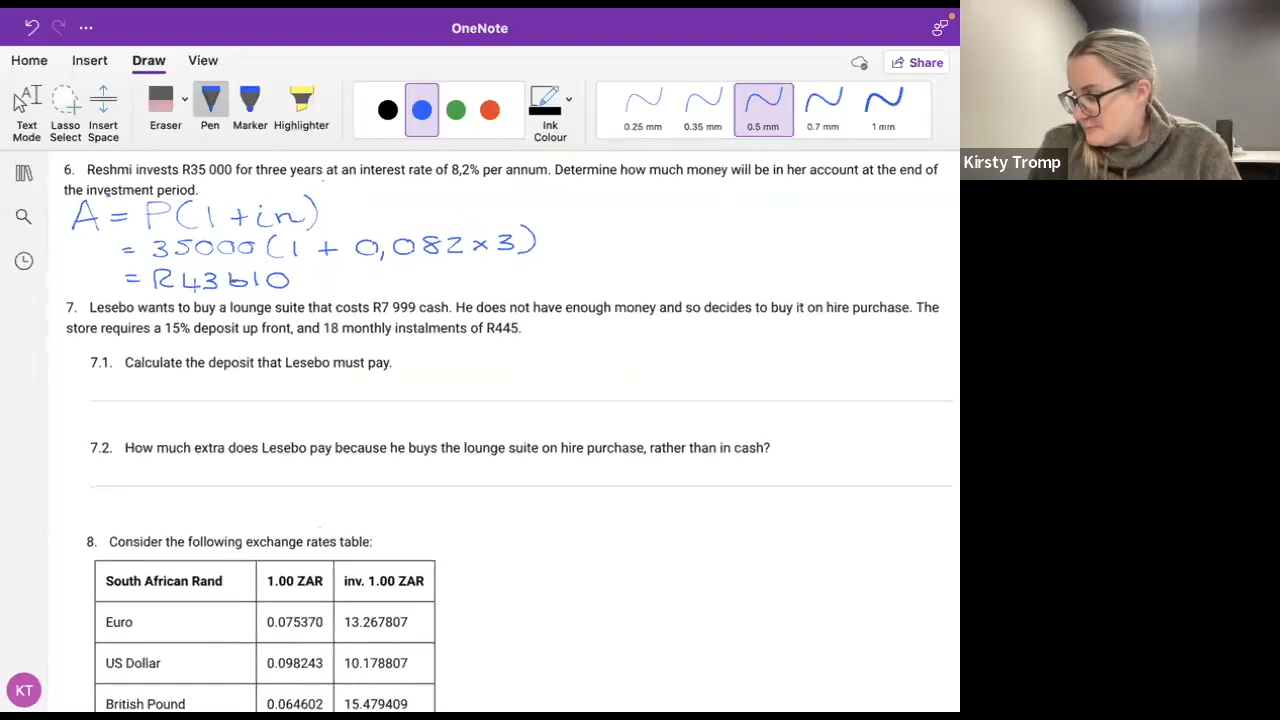 OneNote
Home Insert Draw View
Share
Text Mode
Lasso Select
Insert Space
Eraser
Pen
Marker
Highlighter
Ink Colour
0.25 mm
0.35 mm
0.5 mm
0.7 mm
1 mm
Kirsty Tromp
6. Reshmi invests R35 000 for three years at an interest rate of 8,2% per annum. Determine how much money will be in her account at the end of
the investment period.
A = P(1 + in)
= 35000(1 + 0,082 × 3)
= R43610
7. Lesebo wants to buy a lounge suite that costs R7 999 cash. He does not have enough money and so decides to buy it on hire purchase. The
store requires a 15% deposit up front, and 18 monthly instalments of R445.
7.1. Calculate the deposit that Lesebo must pay.
7.2. How much extra does Lesebo pay because he buys the lounge suite on hire purchase, rather than in cash?
8. Consider the following exchange rates table:
South African Rand 1.00 ZAR inv. 1.00 ZAR
Euro 0.075370 13.267807
US Dollar 0.098243 10.178807
British Pound 0.064602 15.479409
KT